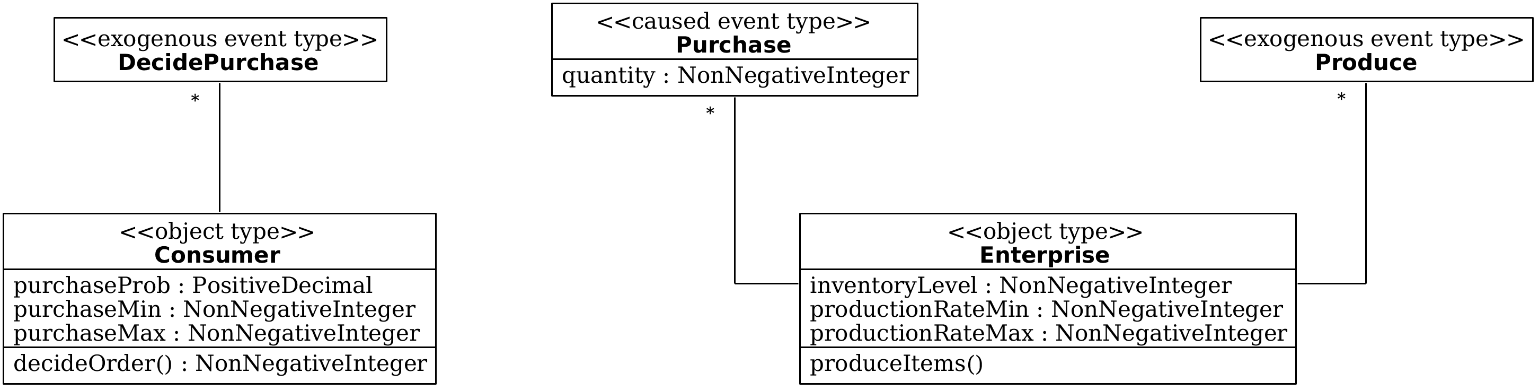 <<exogenous event type>>
DecidePurchase
*
<<caused event type>>
Purchase
quantity : NonNegativeInteger
*
<<exogenous event type>>
Produce
*
<<object type>>
Consumer
purchaseProb : PositiveDecimal
purchaseMin : NonNegativeInteger
purchaseMax : NonNegativeInteger
decideOrder() : NonNegativeInteger
<<object type>>
Enterprise
inventoryLevel : NonNegativeInteger
productionRateMin : NonNegativeInteger
productionRateMax : NonNegativeInteger
produceItems()